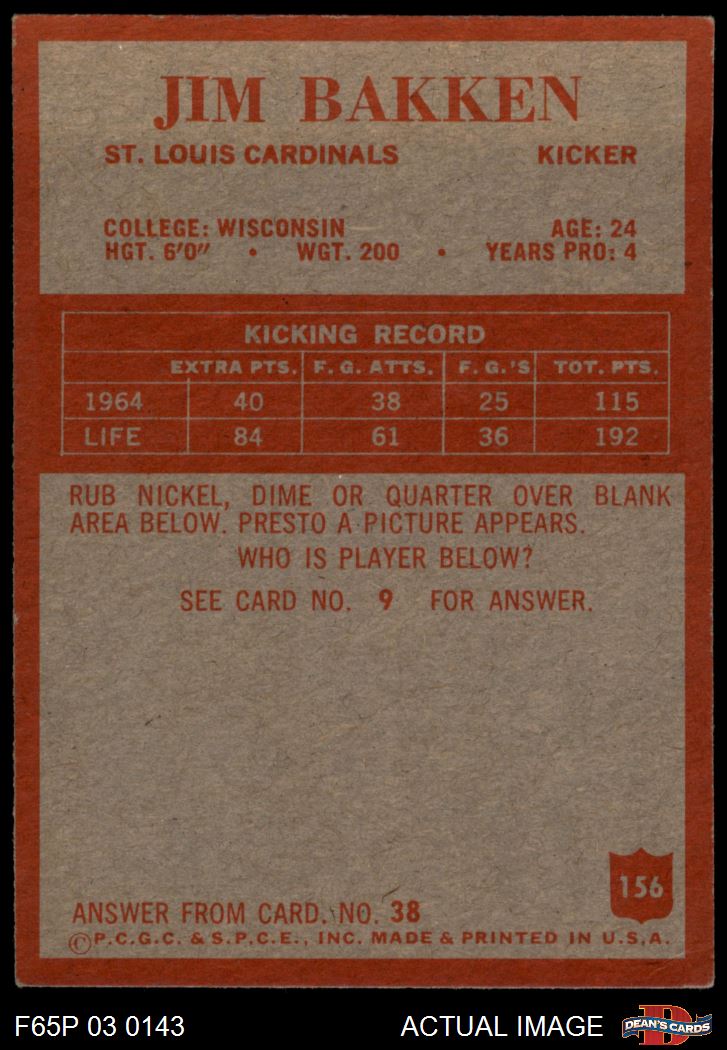 JIM BAKKEN
ST. LOUIS CARDINALS KICKER
COLLEGE: WISCONSIN AGE: 24
HGT. 6'0" • WGT. 200 • YEARS PRO: 4
KICKING RECORD
EXTRA PTS. F. G. ATTS. F. G.'S TOT. PTS.
1964 40 38 25 115
LIFE 84 61 36 192
RUB NICKEL, DIME OR QUARTER OVER BLANK
AREA BELOW. PRESTO A PICTURE APPEARS.
WHO IS PLAYER BELOW?
SEE CARD NO. 9 FOR ANSWER.
156
ANSWER FROM CARD. NO. 38
©P.C.G.C. & S.P.C.E., INC. MADE & PRINTED IN U.S.A.
F65P 03 0143 ACTUAL IMAGE DEAN'S CARDS